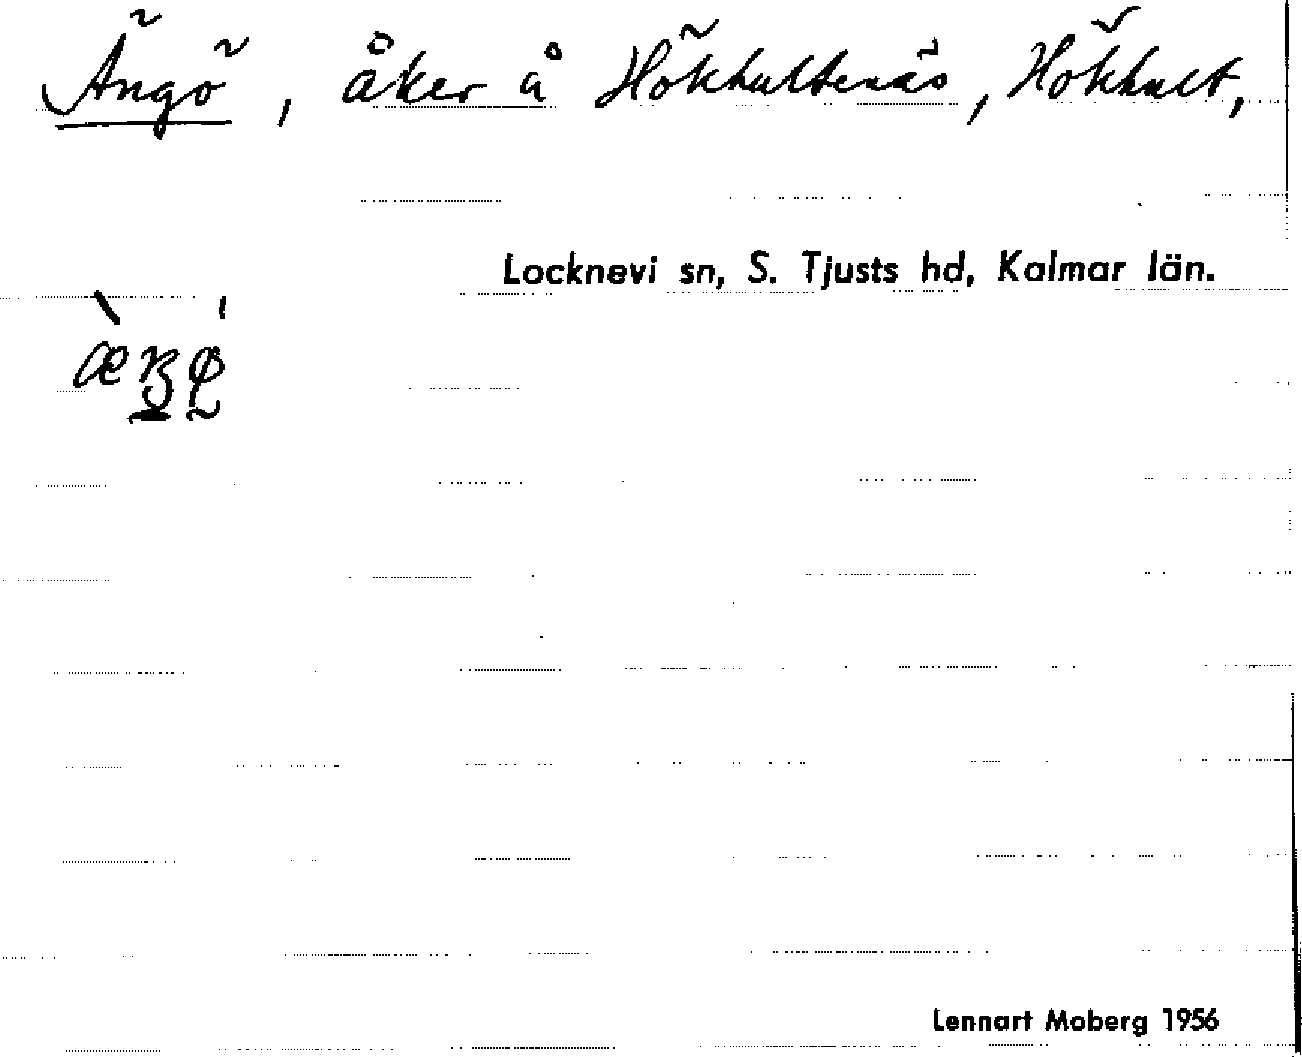 Ängö, åker å Hökhultenäs, Hökhult,
Locknevi sn, S. Tjusts hd, Kalmar län.
Lennart Moberg 1956